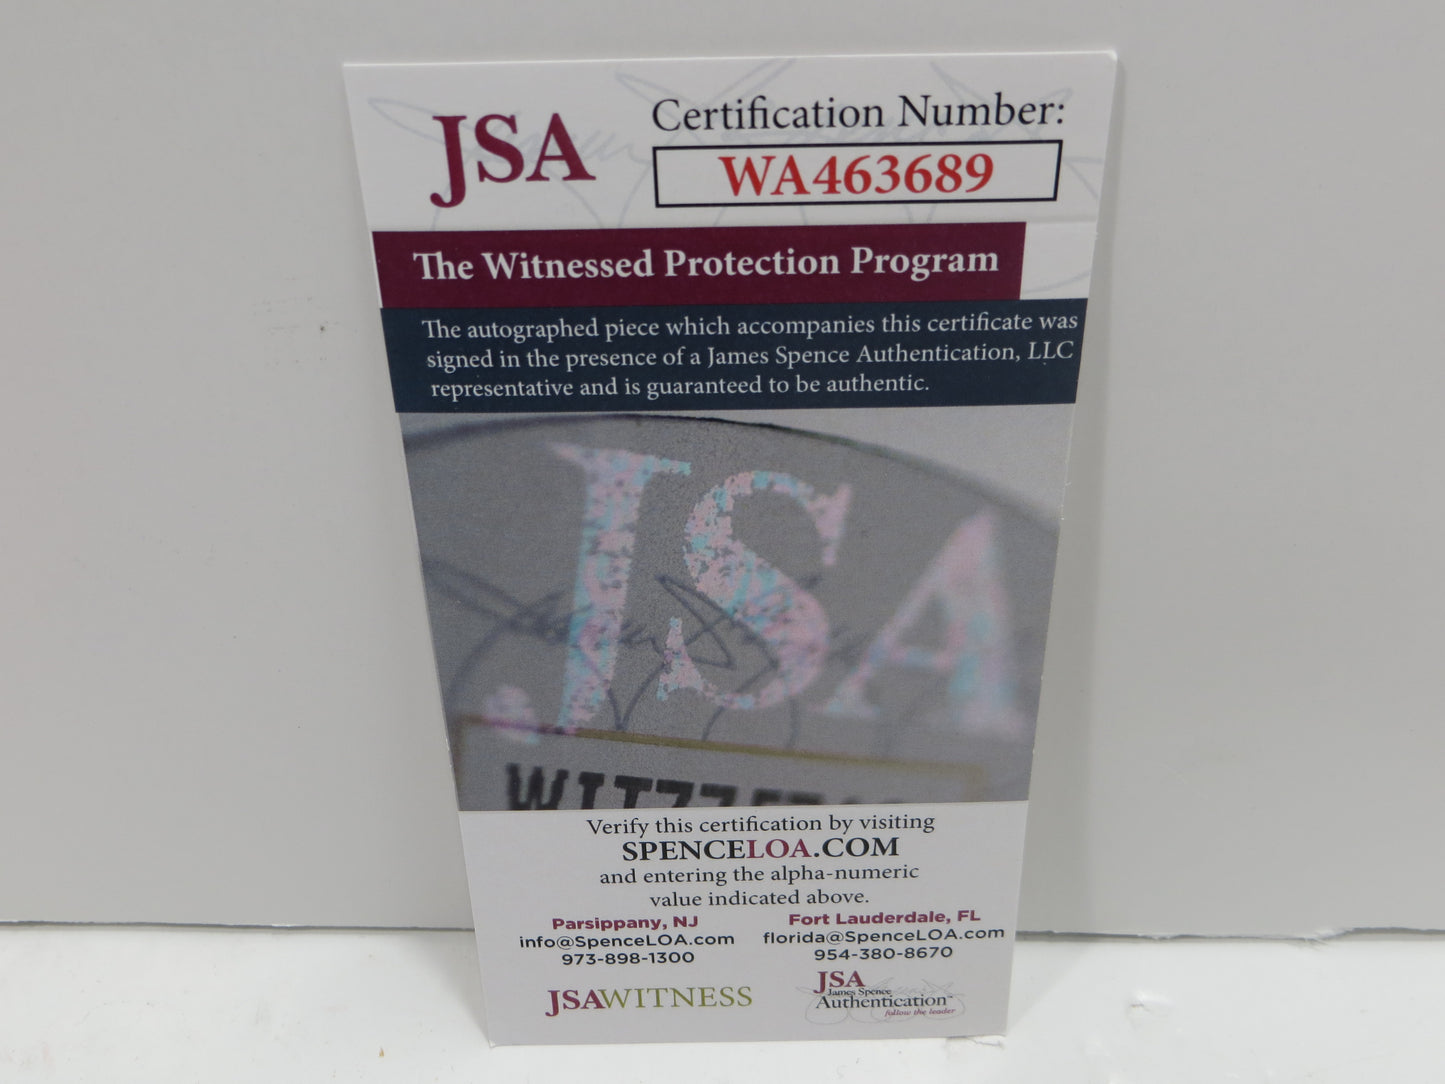 JSA
Certification Number:
WA463689
The Witnessed Protection Program
The autographed piece which accompanies this certificate was
signed in the presence of a James Spence Authentication, LLC
representative and is guaranteed to be authentic.
JSA
Verify this certification by visiting
SPENCELOA.COM
and entering the alpha-numeric
value indicated above.
Parsippany, NJ
info@SpenceLOA.com
973-898-1300
Fort Lauderdale, FL
florida@SpenceLOA.com
954-380-8670
JSAWITNESS
JSA
James Spence
Authentication™
follow the leader